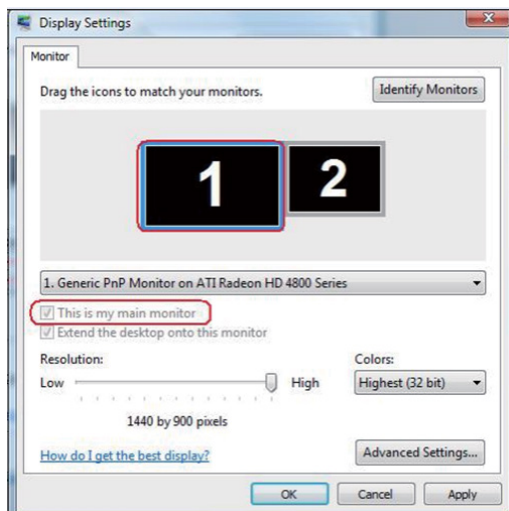 Display Settings
Monitor
Drag the icons to match your monitors.
Identify Monitors
1
2
1. Generic PnP Monitor on ATI Radeon HD 4800 Series
This is my main monitor
Extend the desktop onto this monitor
Resolution:
Colors:
Low
High
Highest (32 bit)
1440 by 900 pixels
How do I get the best display?
Advanced Settings...
OK
Cancel
Apply